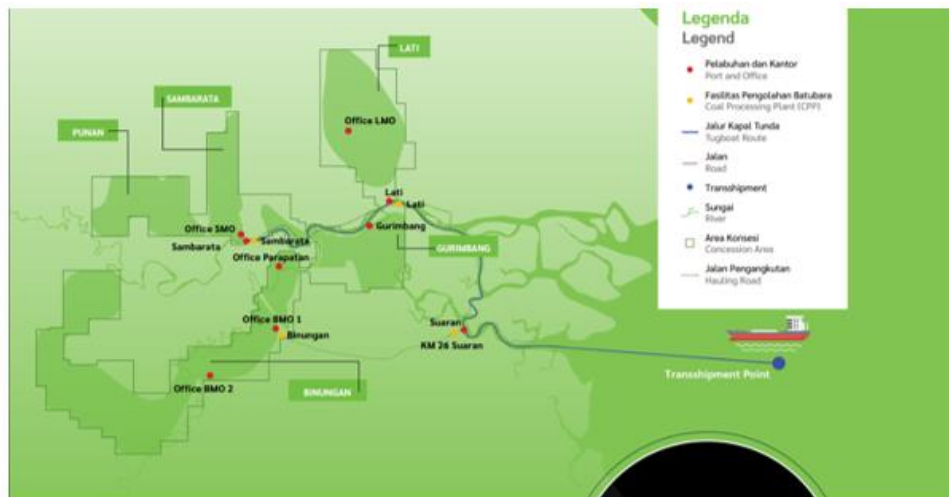 Legenda
Legend
Pelabuhan dan Kantor
Port and Office
Fasilitas Pengolehan Batubara
Coal Processing Plant (CPP)
Jalur Kapal Tunda
Tugboat Route
Jalan
Road
Transshipment
Sungai
River
Area Konsesi
Concession Area
Jalan Pengangkutan
Hauling Road
LATI
SAMBARATA
PUNAN
Office LMO
Lati
Lati
Gurimbang
Office SMO
Sambarata
Sambarata
GURIMBANG
Office Parapatan
Office BMO 1
Binungan
Suaran
KM 26 Suaran
Office BMO 2
BINUNGAN
Transshipment Point